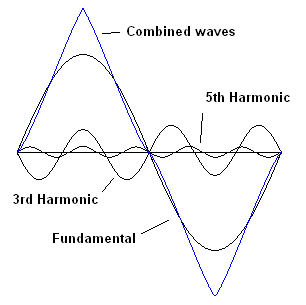 Combined waves
5th Harmonic
3rd Harmonic
Fundamental